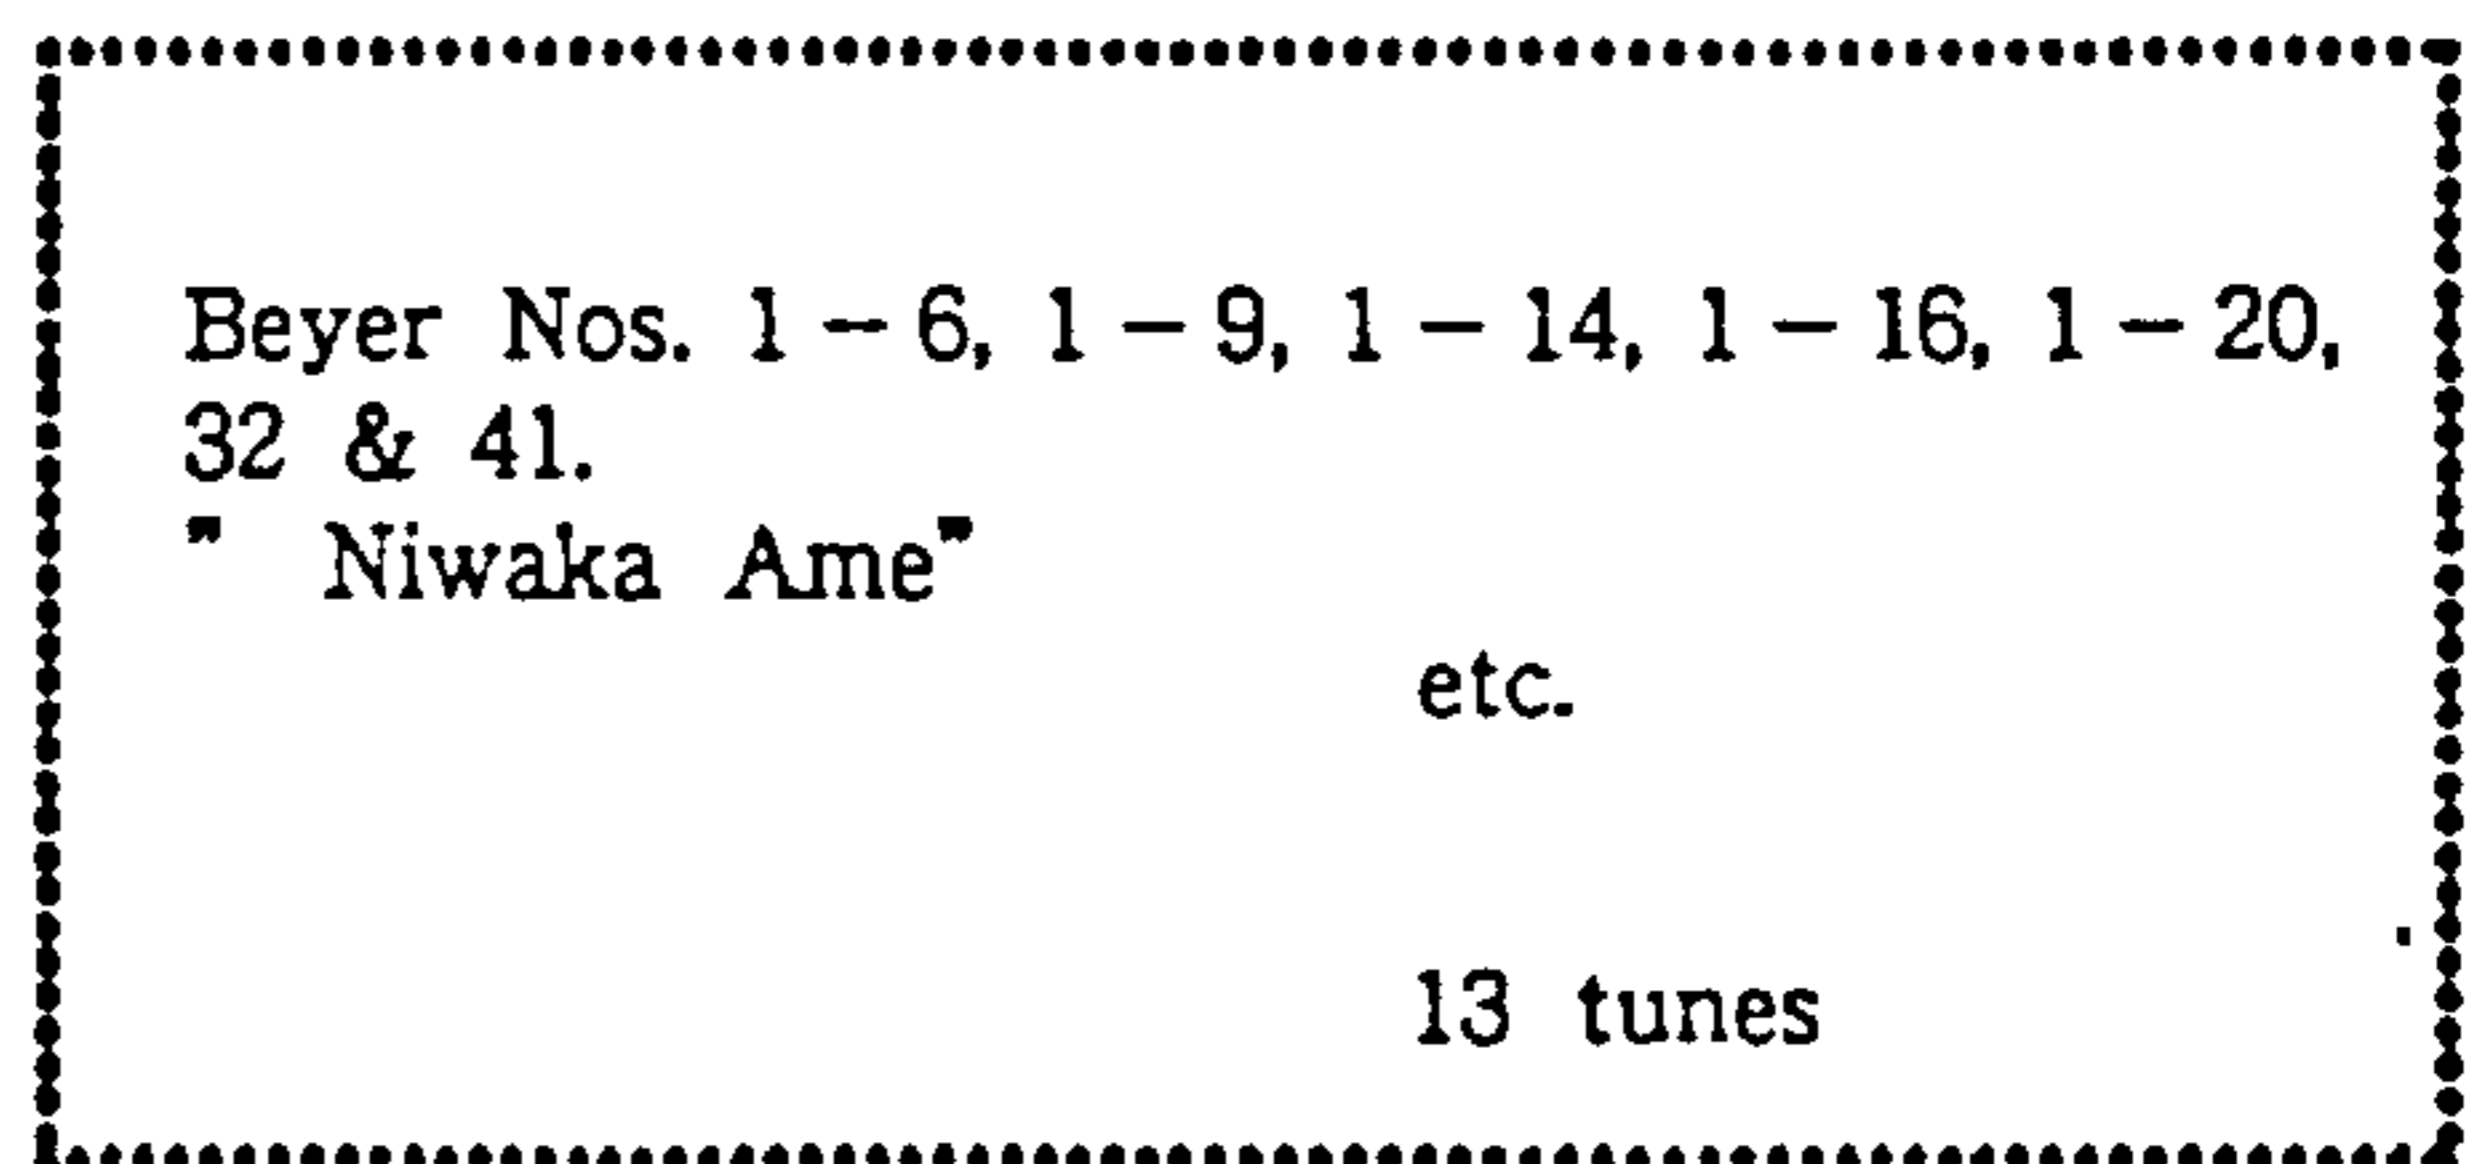 Beyer Nos. 1 – 6, 1 – 9, 1 – 14, 1 – 16, 1 – 20,
32 & 41.
" Niwaka Ame"
etc.
13 tunes